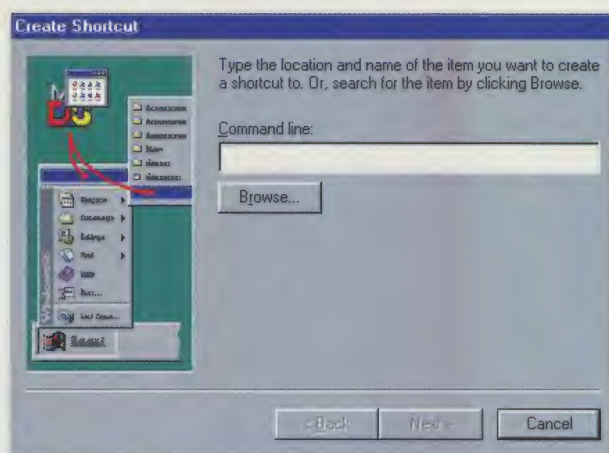 Create Shortcut
Type the location and name of the item you want to create
a shortcut to. Or, search for the item by clicking Browse.
Command line:
Browse...
< Back
Next >
Cancel